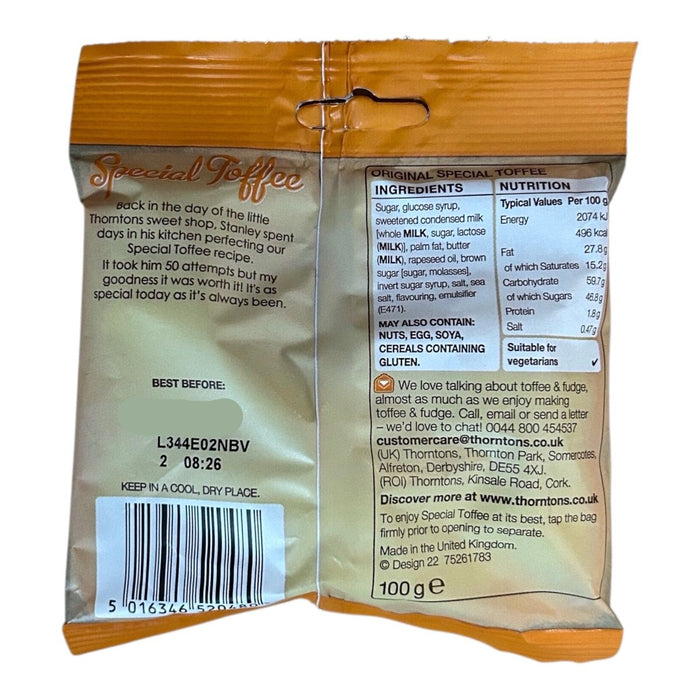 Special Toffee
Back in the day of the little
Thorntons sweet shop, Stanley spent
days in his kitchen perfecting our
Special Toffee recipe.
It took him 50 attempts but my
goodness it was worth it! It's as
special today as it's always been.
BEST BEFORE:
L344E02NBV
2 08:26
KEEP IN A COOL, DRY PLACE.
5 016346
ORIGINAL SPECIAL TOFFEE
INGREDIENTS
Sugar, glucose syrup,
sweetened condensed milk
[whole MILK, sugar, lactose
(MILK)], palm fat, butter
(MILK), rapeseed oil, brown
sugar [sugar, molasses],
invert sugar syrup, salt, sea
salt, flavouring, emulsifier
(E471).
MAY ALSO CONTAIN:
NUTS, EGG, SOYA,
CEREALS CONTAINING
GLUTEN.
NUTRITION
Typical Values Per 100 g
Energy 2074 kJ
496 kcal
Fat 27.8g
of which Saturates 15.2g
Carbohydrate 59.7g
of which Sugars 46.8g
Protein 1.8g
Salt 0.47g
Suitable for
vegetarians ✓
We love talking about toffee & fudge,
almost as much as we enjoy making
toffee & fudge. Call, email or send a letter
– we'd love to chat! 0044 800 454537
customercare@thorntons.co.uk
(UK) Thorntons, Thornton Park, Somercotes,
Alfreton, Derbyshire, DE55 4XJ.
(ROI) Thorntons, Kinsale Road, Cork.
Discover more at www.thorntons.co.uk
To enjoy Special Toffee at its best, tap the bag
firmly prior to opening to separate.
Made in the United Kingdom.
© Design 22 75261783
100 g e